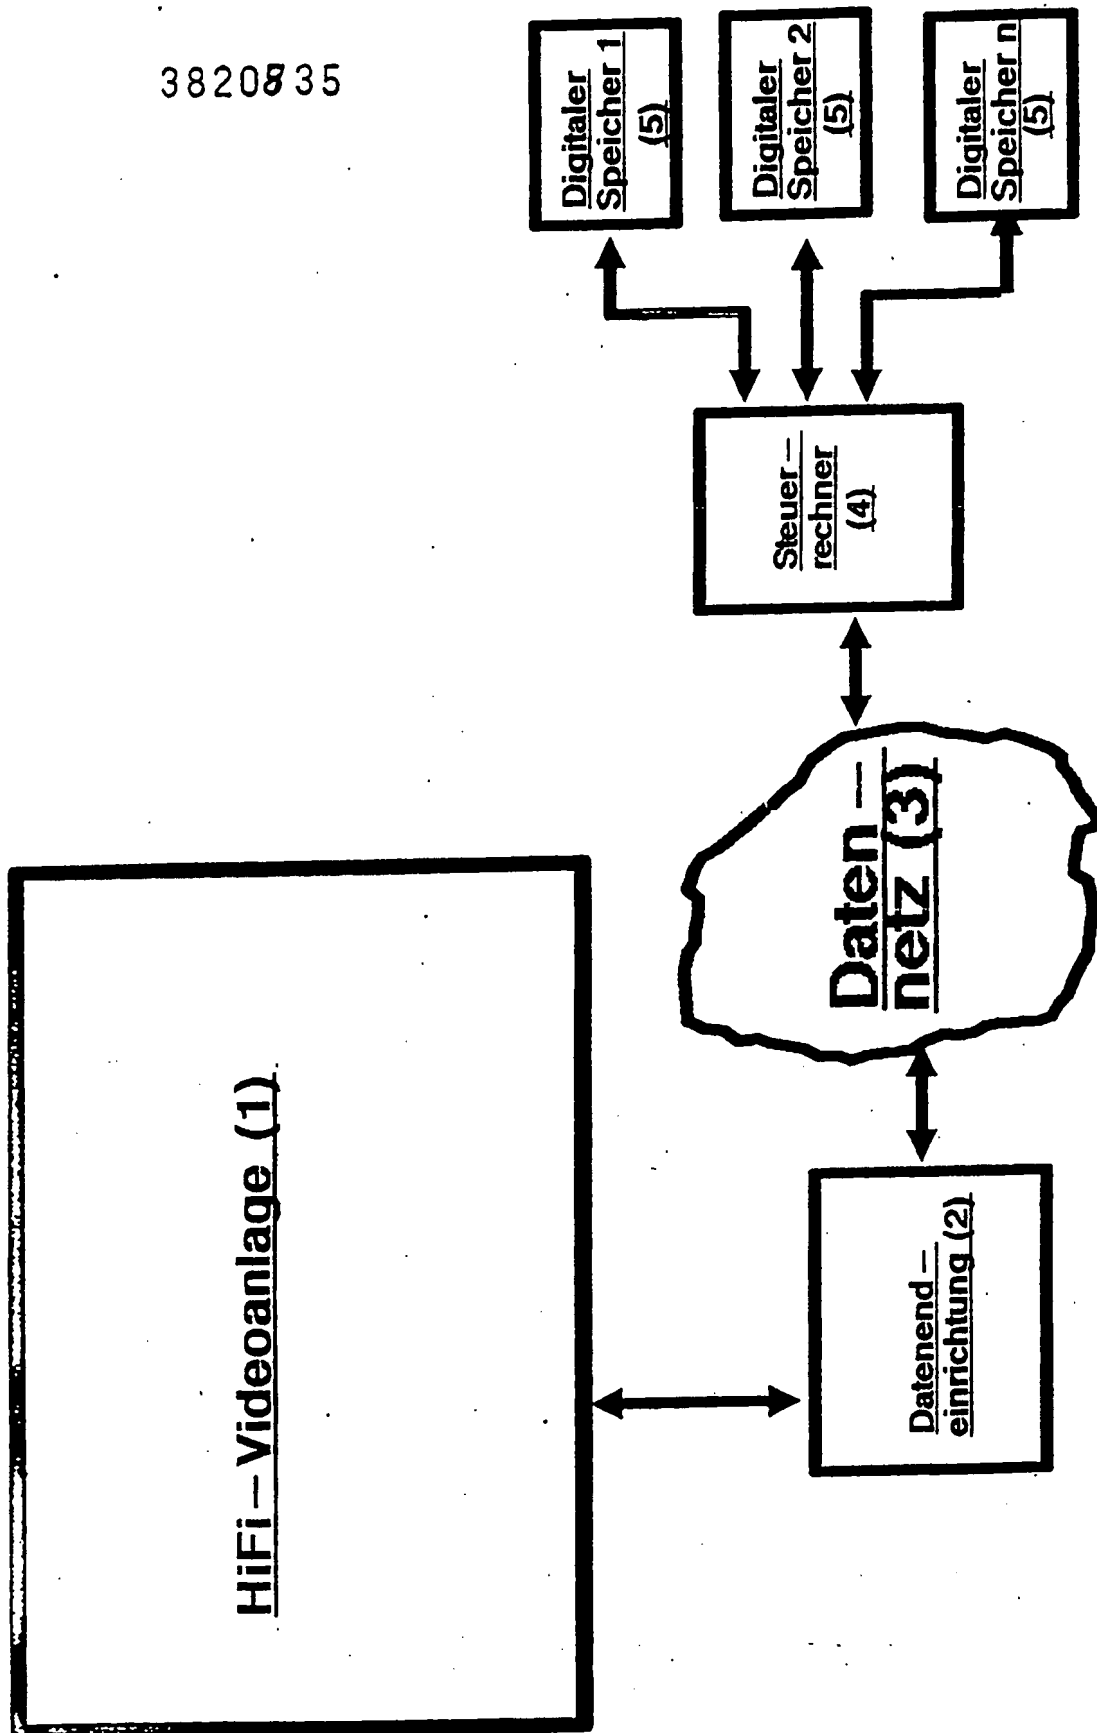 3820835
HiFi–Videoanlage (1)
Datenend–
einrichtung (2)
Daten–
netz (3)
Steuer–
rechner
(4)
Digitaler
Speicher 1
(5)
Digitaler
Speicher 2
(5)
Digitaler
Speicher n
(5)